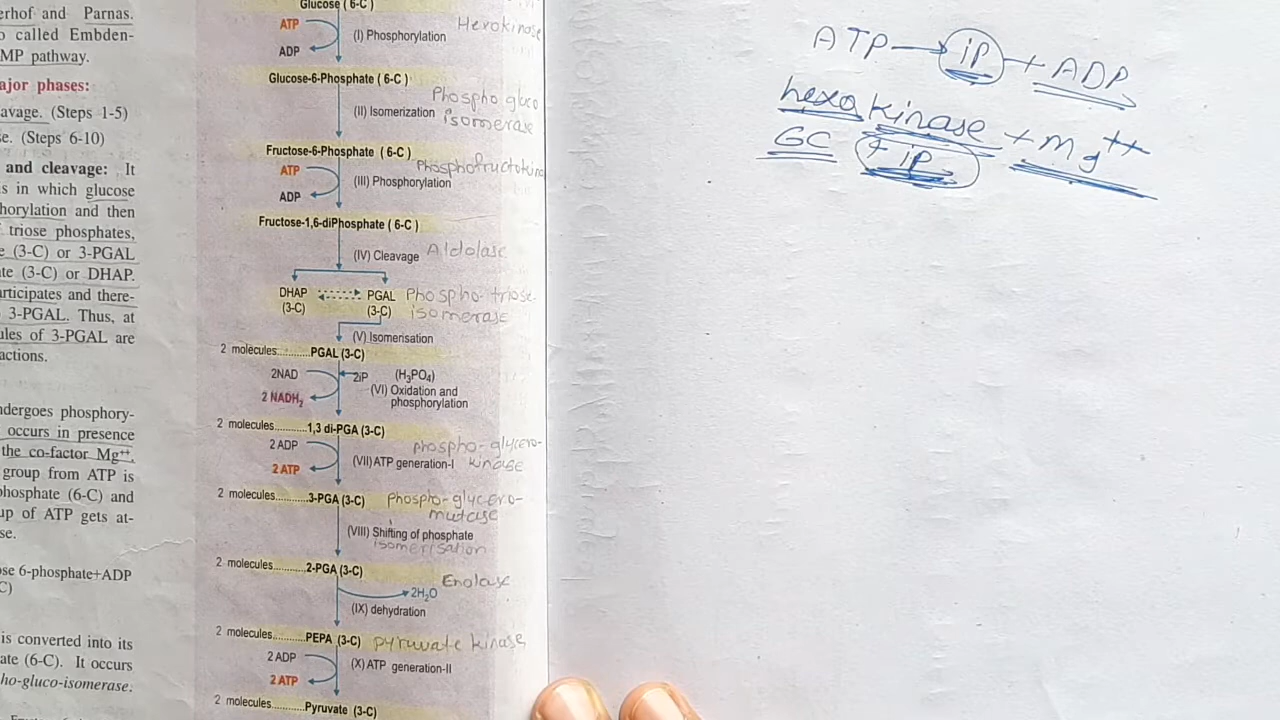 erhof and Parnas.
o called Embden-
MP pathway.
ajor phases:
avage. (Steps 1-5)
se. (Steps 6-10)
and cleavage: It
s in which glucose
horylation and then
triose phosphates,
e (3-C) or 3-PGAL
te (3-C) or DHAP.
articipates and there-
3-PGAL. Thus, at
ules of 3-PGAL are
actions.
ndergoes phosphory-
occurs in presence
the co-factor Mg++.
group from ATP is
phosphate (6-C) and
up of ATP gets at-
se.
ose 6-phosphate+ADP
C)
is converted into its
ate (6-C). It occurs
ho-gluco-isomerase.
Glucose (6-C)
ATP
Hexokinase
(I) Phosphorylation
ADP
Glucose-6-Phosphate ( 6-C )
Phospho gluco
(II) Isomerization isomerase
Fructose-6-Phosphate ( 6-C )
ATP
Phosphofructokina
(III) Phosphorylation
ADP
Fructose-1,6-diPhosphate ( 6-C )
(IV) Cleavage Aldolase
DHAP PGAL Phospho-triose-
(3-C) (3-C) isomerase
(V) Isomerisation
2 molecules............PGAL (3-C)
2NAD 2iP (H₃PO₄)
2 NADH₂ (VI) Oxidation and
phosphorylation
2 molecules...........1,3 di-PGA (3-C)
2 ADP phospho-glycero-
(VII) ATP generation-I kinase
2 ATP
2 molecules............3-PGA (3-C) Phospho-glycero-
mutase
(VIII) Shifting of phosphate
isomerisation
2 molecules...........2-PGA (3-C)
Enolase
2H₂O
(IX) dehydration
2 molecules...........PEPA (3-C) pyruvate kinase
2 ADP (X) ATP generation-II
2 ATP
2 molecules...........Pyruvate (3-C)
ATP → iP + ADP
hexo kinase + Mg++
GC + iP